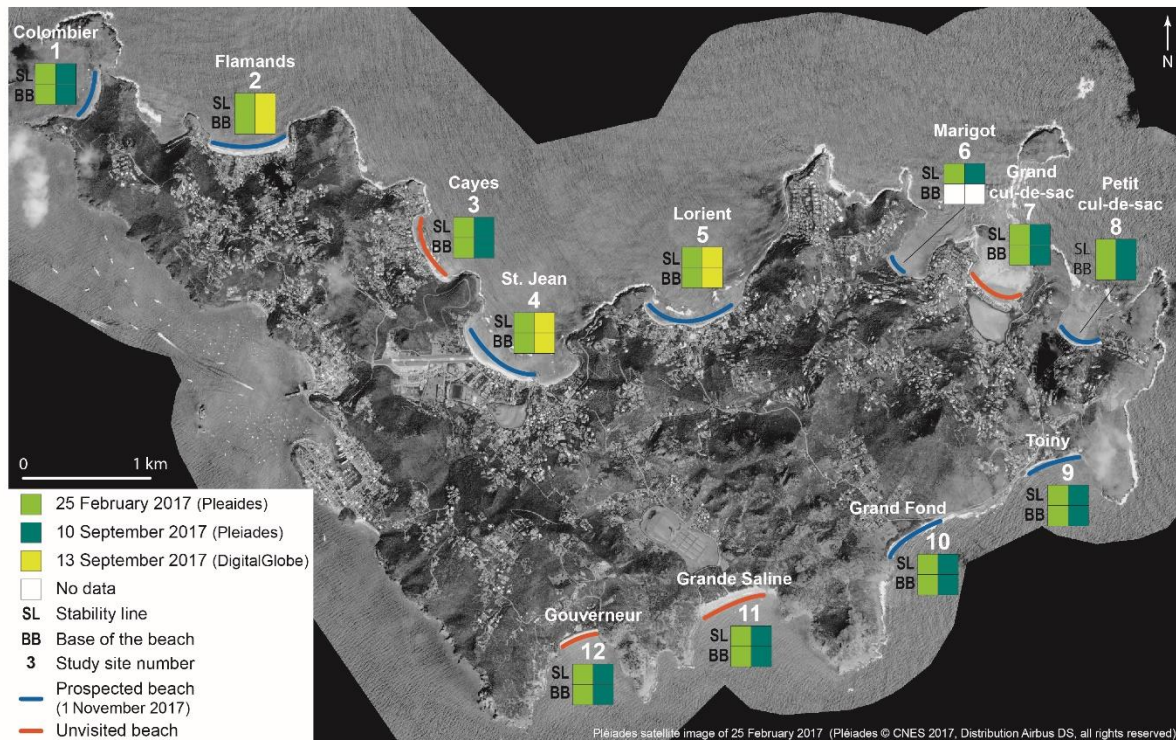 Colombier
1
SL
BB
Flamands
2
SL
BB
Cayes
3
SL
BB
St. Jean
4
SL
BB
Lorient
5
SL
BB
Marigot
6
SL
BB
Grand
cul-de-sac
7
SL
BB
Petit
cul-de-sac
8
SL
BB
Toiny
9
SL
BB
Grand Fond
10
SL
BB
Grande Saline
11
SL
BB
Gouverneur
12
SL
BB
N
0 1 km
25 February 2017 (Pleaides)
10 September 2017 (Pleiades)
13 September 2017 (DigitalGlobe)
No data
SL Stability line
BB Base of the beach
3 Study site number
Prospected beach
(1 November 2017)
Unvisited beach
Pléiades satellite image of 25 February 2017 (Pléiades © CNES 2017, Distribution Airbus DS, all rights reserved)